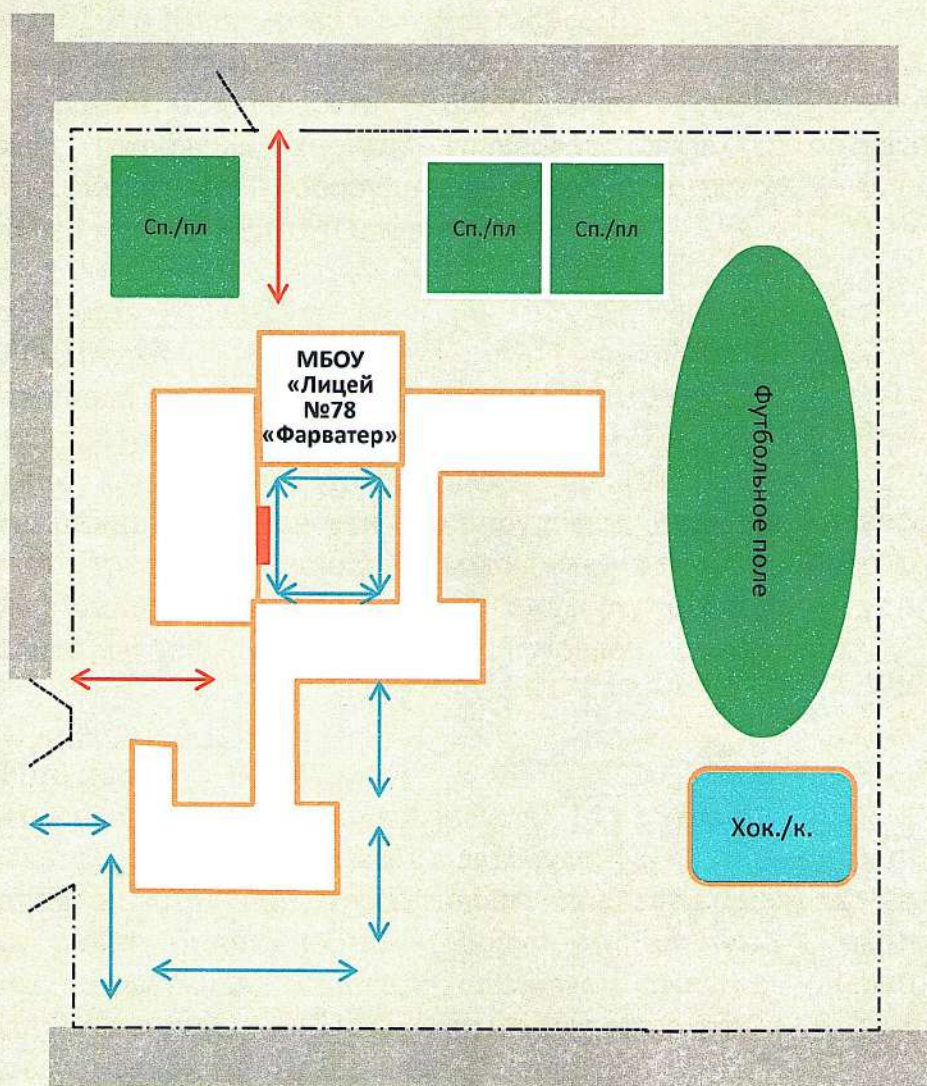 Сп./пл
Сп./пл
Сп./пл
МБОУ
«Лицей
№78
«Фарватер»
Футбольное поле
Хок./к.